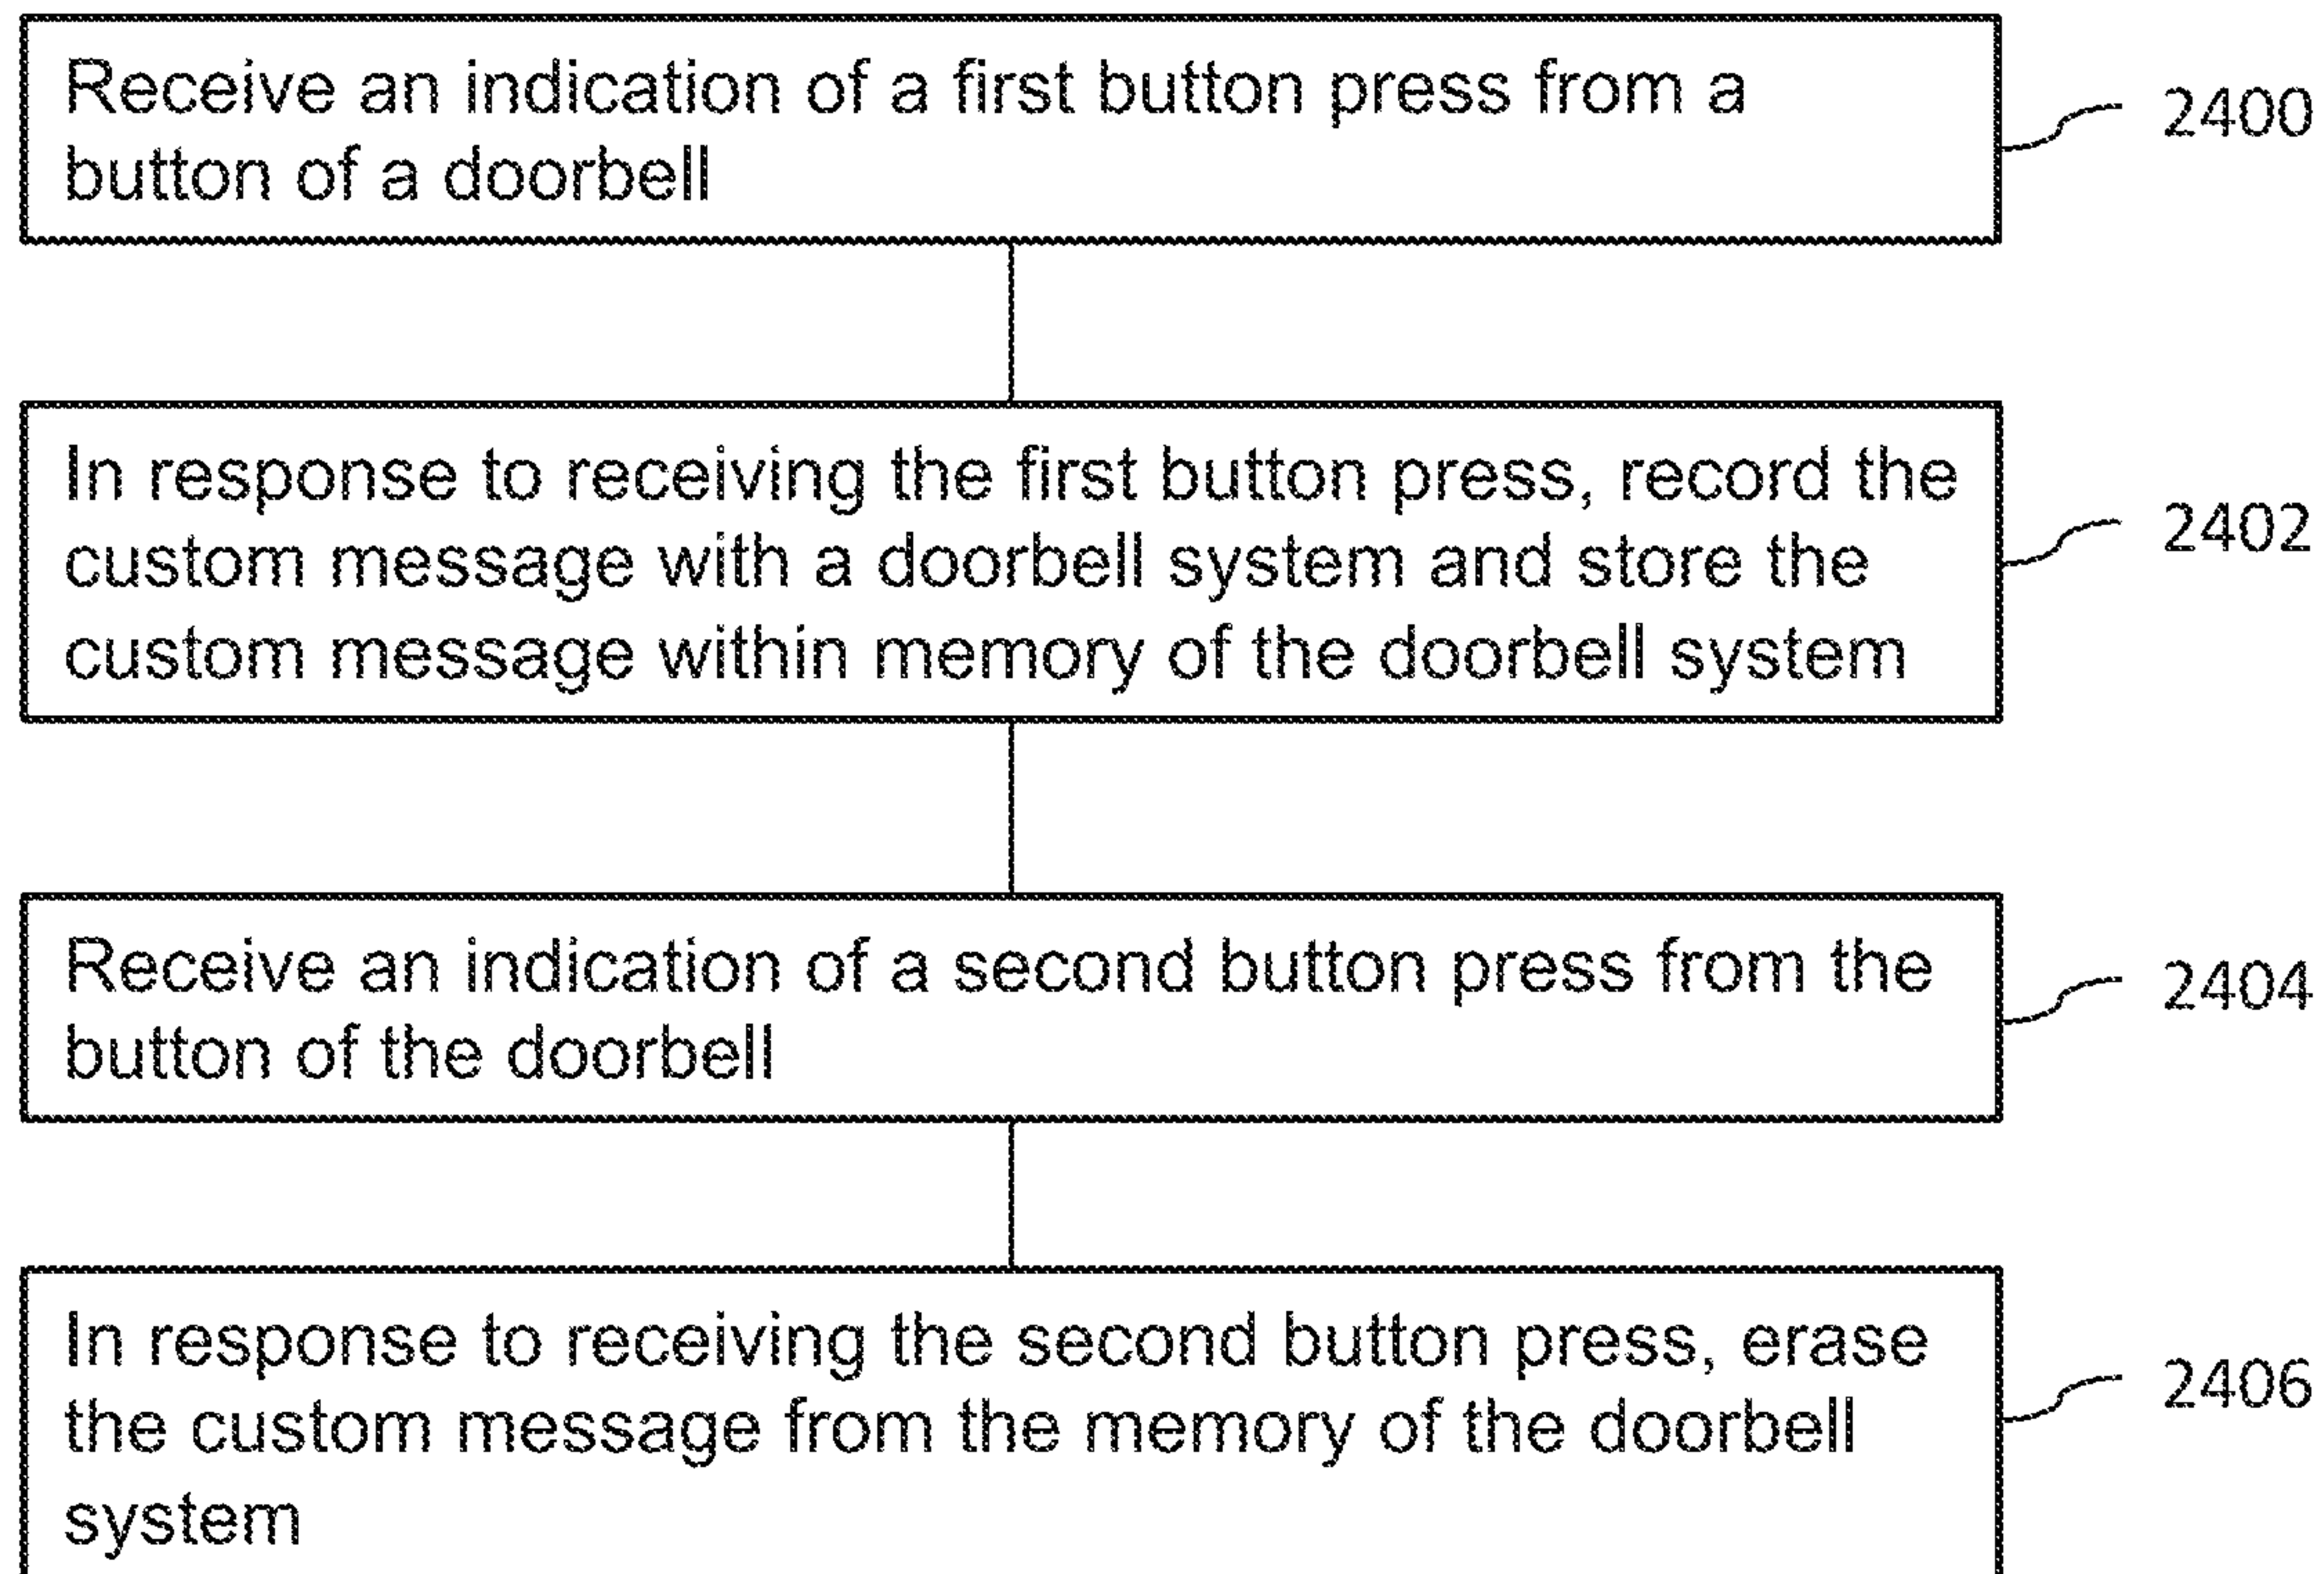 Receive an indication of a first button press from a
button of a doorbell
2400
In response to receiving the first button press, record the
custom message with a doorbell system and store the
custom message within memory of the doorbell system
2402
Receive an indication of a second button press from the
button of the doorbell
2404
In response to receiving the second button press, erase
the custom message from the memory of the doorbell
system
2406